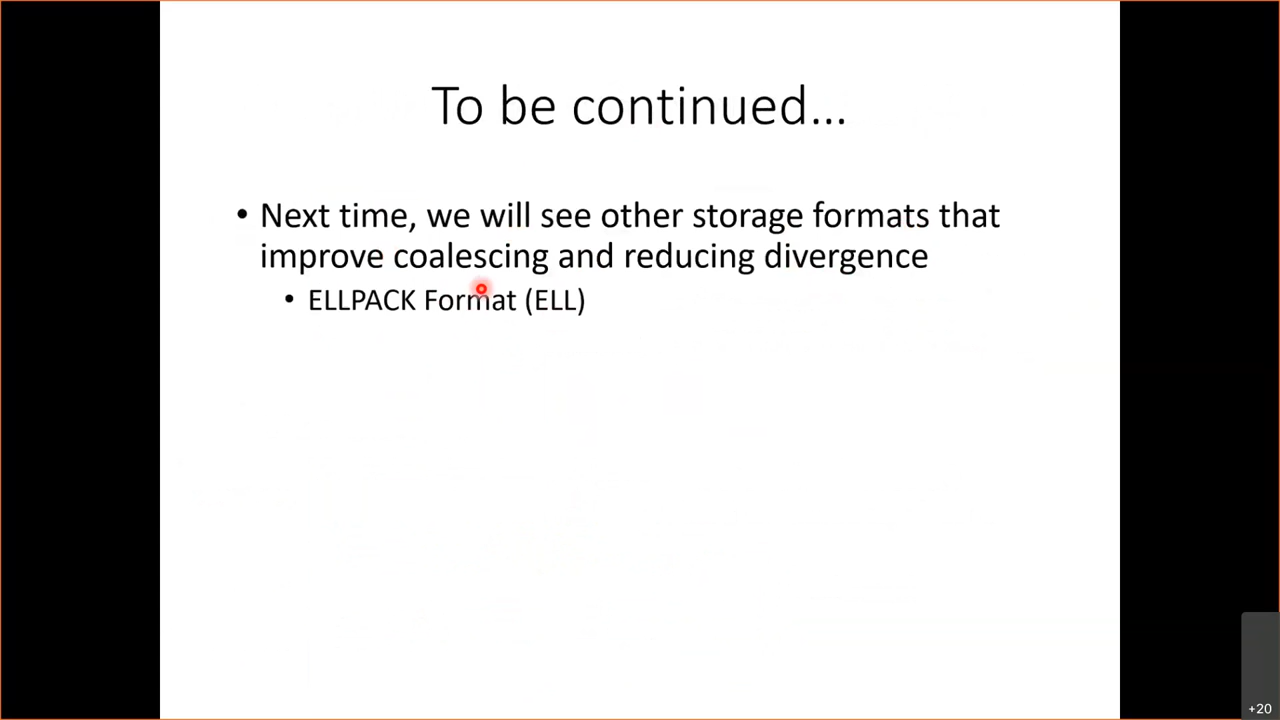 To be continued...
• Next time, we will see other storage formats that
improve coalescing and reducing divergence
• ELLPACK Format (ELL)
+20